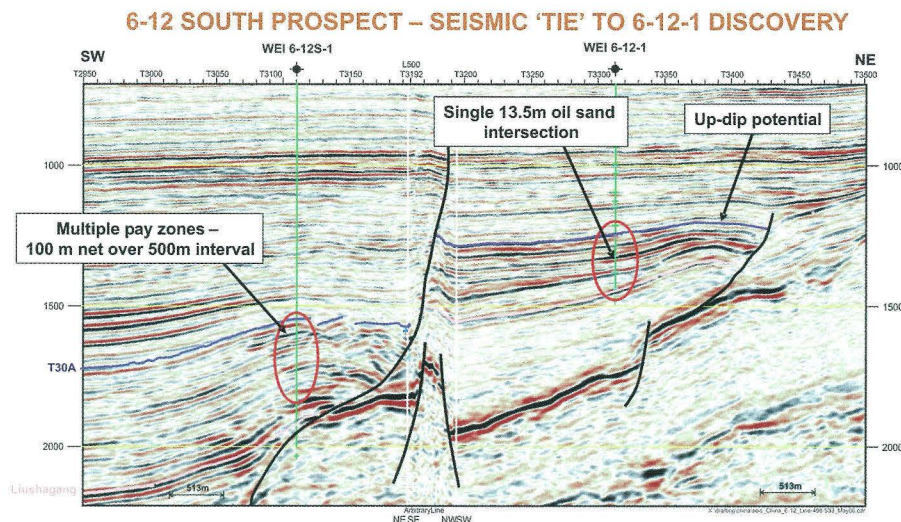 6-12 SOUTH PROSPECT – SEISMIC ‘TIE’ TO 6-12-1 DISCOVERY
WEI 6-12S-1
WEI 6-12-1
SW
NE
L500
T2950 T3000 T3050 T3100 T3150 T3192 T3200 T3250 T3300 T3350 T3400 T3450 T3500
Single 13.5m oil sand
intersection
Up-dip potential
1000
1000
Multiple pay zones –
100 m net over 500m interval
1500
1500
T30A
2000
2000
Liushagang
513m
513m
ArbitraryLine
NE SE NWSW